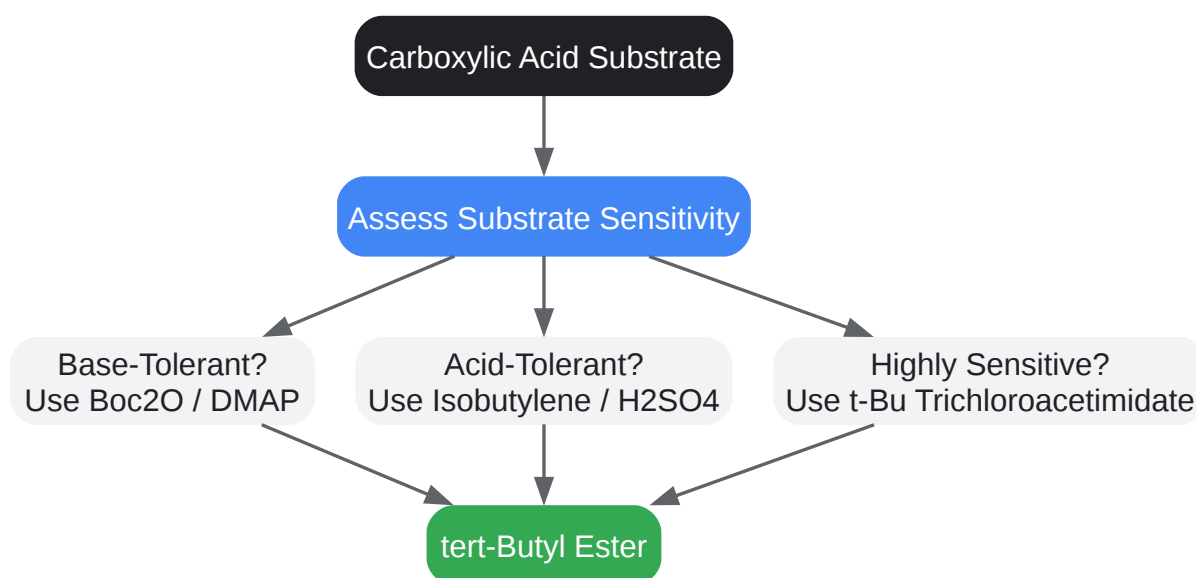 Carboxylic Acid Substrate
Assess Substrate Sensitivity
Base-Tolerant?
Use Boc2O / DMAP
Acid-Tolerant?
Use Isobutylene / H2SO4
Highly Sensitive?
Use t-Bu Trichloroacetimidate
tert-Butyl Ester